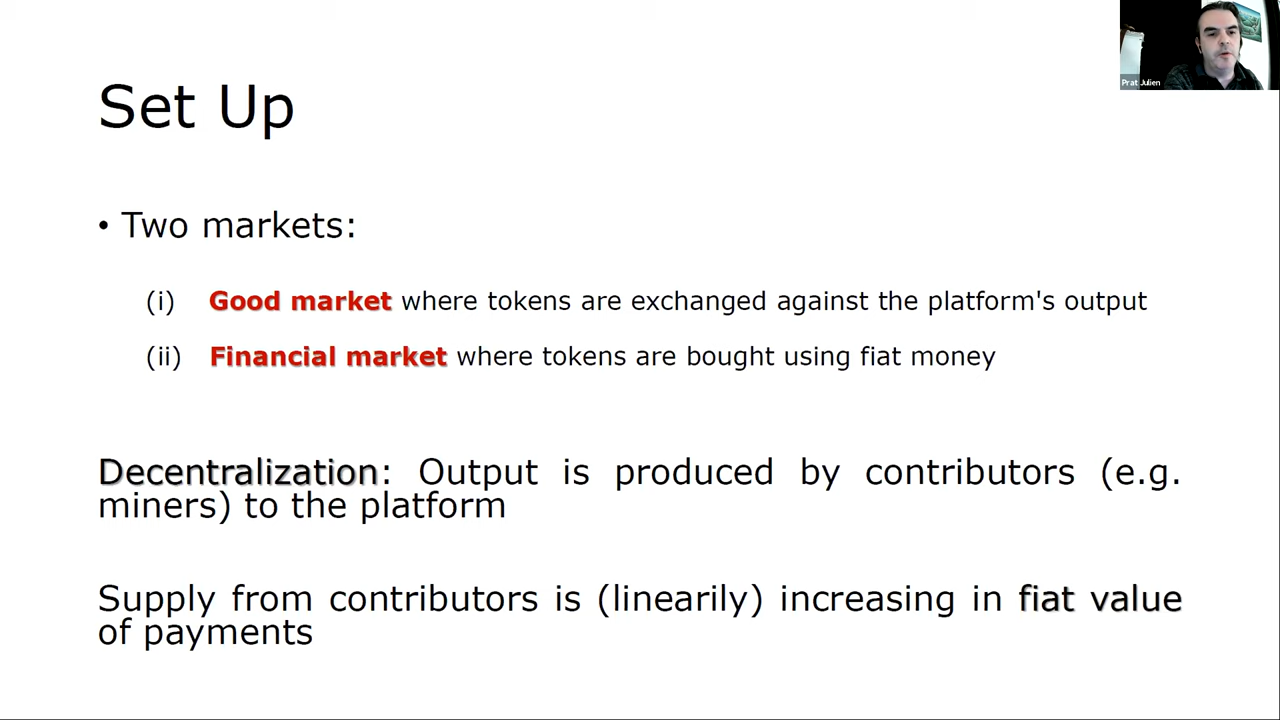 Prat Julien
Set Up
• Two markets:
(i) Good market where tokens are exchanged against the platform's output
(ii) Financial market where tokens are bought using fiat money
Decentralization: Output is produced by contributors (e.g.
miners) to the platform
Supply from contributors is (linearily) increasing in fiat value
of payments